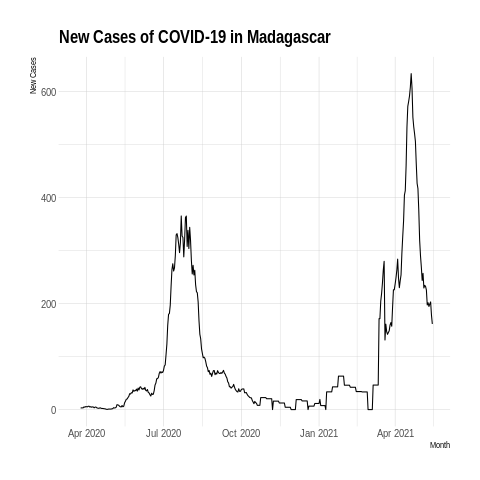 New Cases of COVID-19 in Madagascar
New Cases
600
400
200
0
Apr 2020
Jul 2020
Oct 2020
Jan 2021
Apr 2021
Month